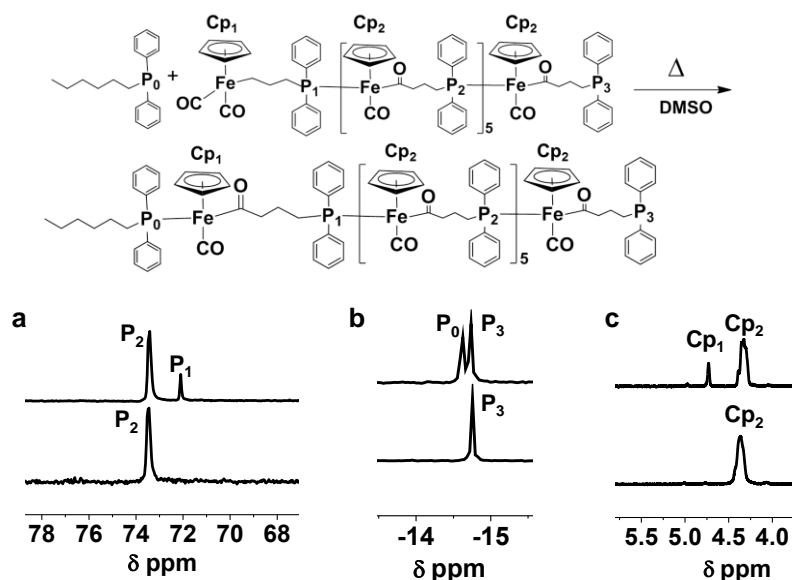 Cp₁ Cp₂ Cp₂
P₀ + Fe P₁ Fe O P₂ Fe O P₃ Δ
OC CO CO 5 CO DMSO
Cp₁ Cp₂ Cp₂
P₀ Fe O P₁ Fe O P₂ Fe O P₃
CO CO 5 CO
a b c
P₂ P₁ P₀ P₃ Cp₁ Cp₂
P₂ P₃ Cp₂
78 76 74 72 70 68 -14 -15 5.5 5.0 4.5 4.0
δ ppm δ ppm δ ppm